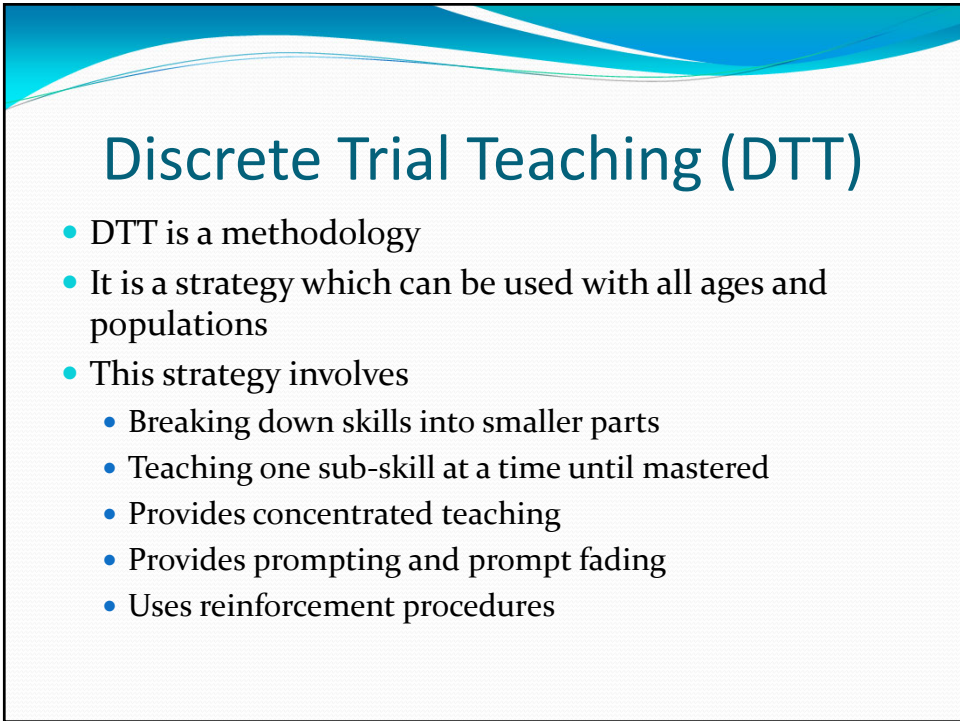 Discrete Trial Teaching (DTT)
• DTT is a methodology
• It is a strategy which can be used with all ages and
populations
• This strategy involves
• Breaking down skills into smaller parts
• Teaching one sub-skill at a time until mastered
• Provides concentrated teaching
• Provides prompting and prompt fading
• Uses reinforcement procedures